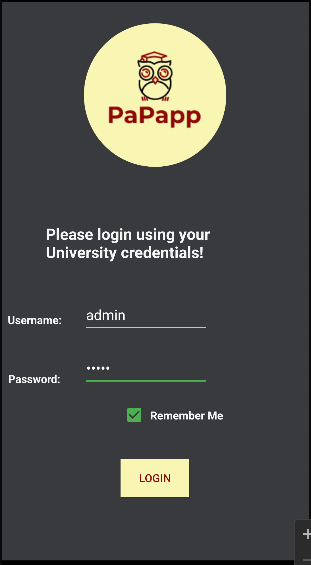 PaPapp
Please login using your
University credentials!
Username: admin
Password: •••••
Remember Me
LOGIN